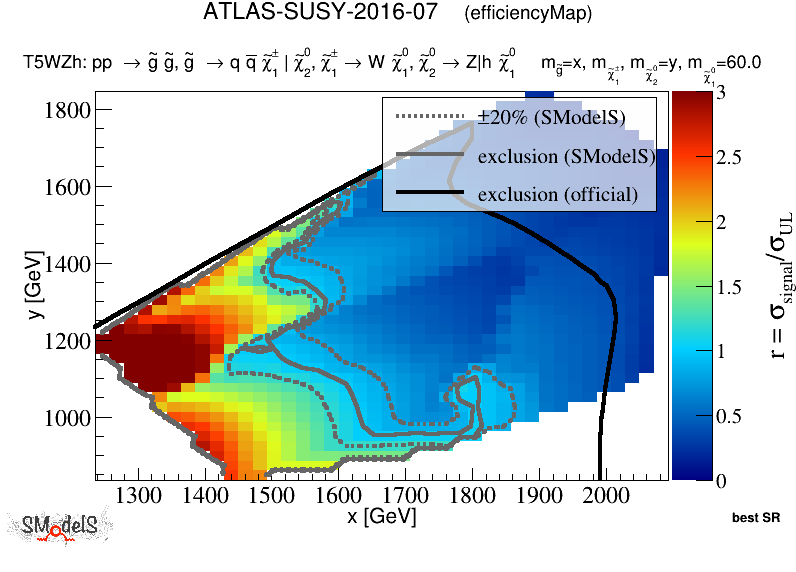 ATLAS-SUSY-2016-07 (efficiencyMap)
T5WZh: pp → g̃ g̃, g̃ → q q̅ χ̃₁± | χ̃₂⁰, χ̃₁± → W χ̃₁⁰, χ̃₂⁰ → Z|h χ̃₁⁰ m_g̃=x, m_χ̃₁±=y, m_χ̃₂⁰=y, m_χ̃₁⁰=60.0
±20% (SModelS)
exclusion (SModelS)
exclusion (official)
y [GeV]
1800
1600
1400
1200
1000
1300 1400 1500 1600 1700 1800 1900 2000
x [GeV]
3
2.5
2
1.5
1
0.5
0
r = σ_signal/σ_UL
SModelS
best SR